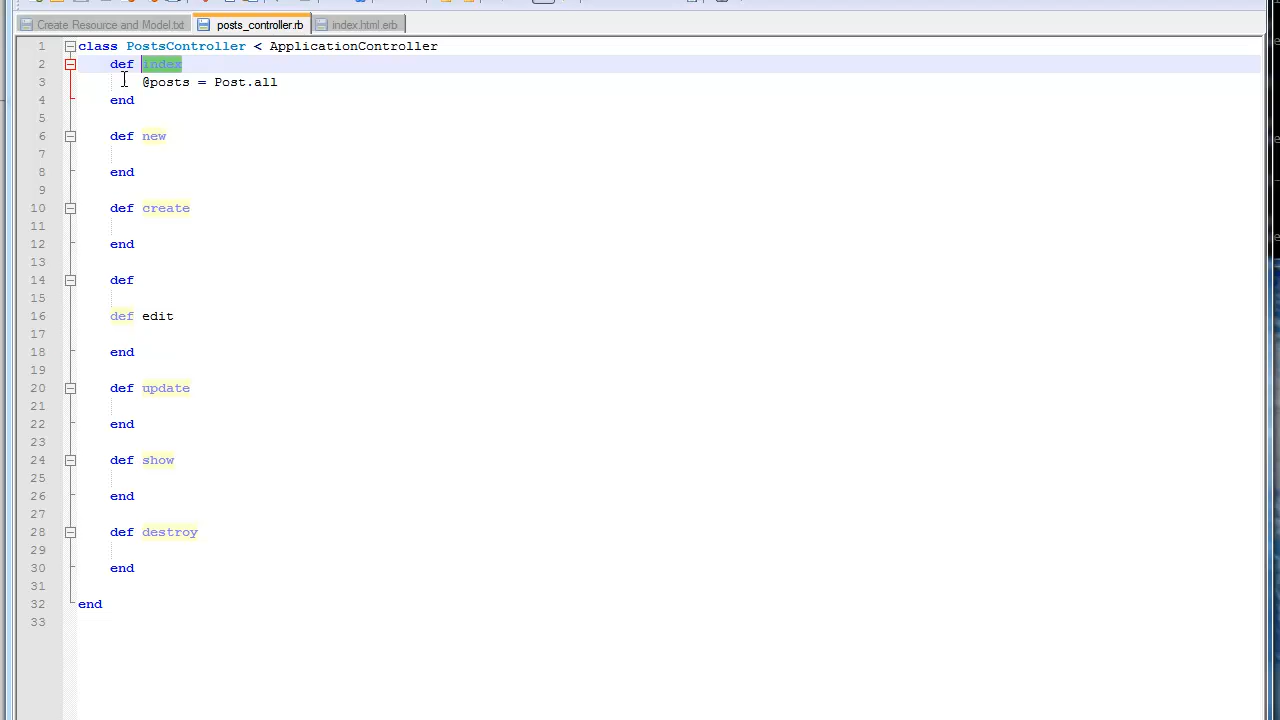 Create Resource and Model.txt posts_controller.rb index.html.erb
1 class PostsController < ApplicationController
2 def index
3 @posts = Post.all
4 end
5
6 def new
7
8 end
9
10 def create
11
12 end
13
14 def
15
16 def edit
17
18 end
19
20 def update
21
22 end
23
24 def show
25
26 end
27
28 def destroy
29
30 end
31
32 end
33